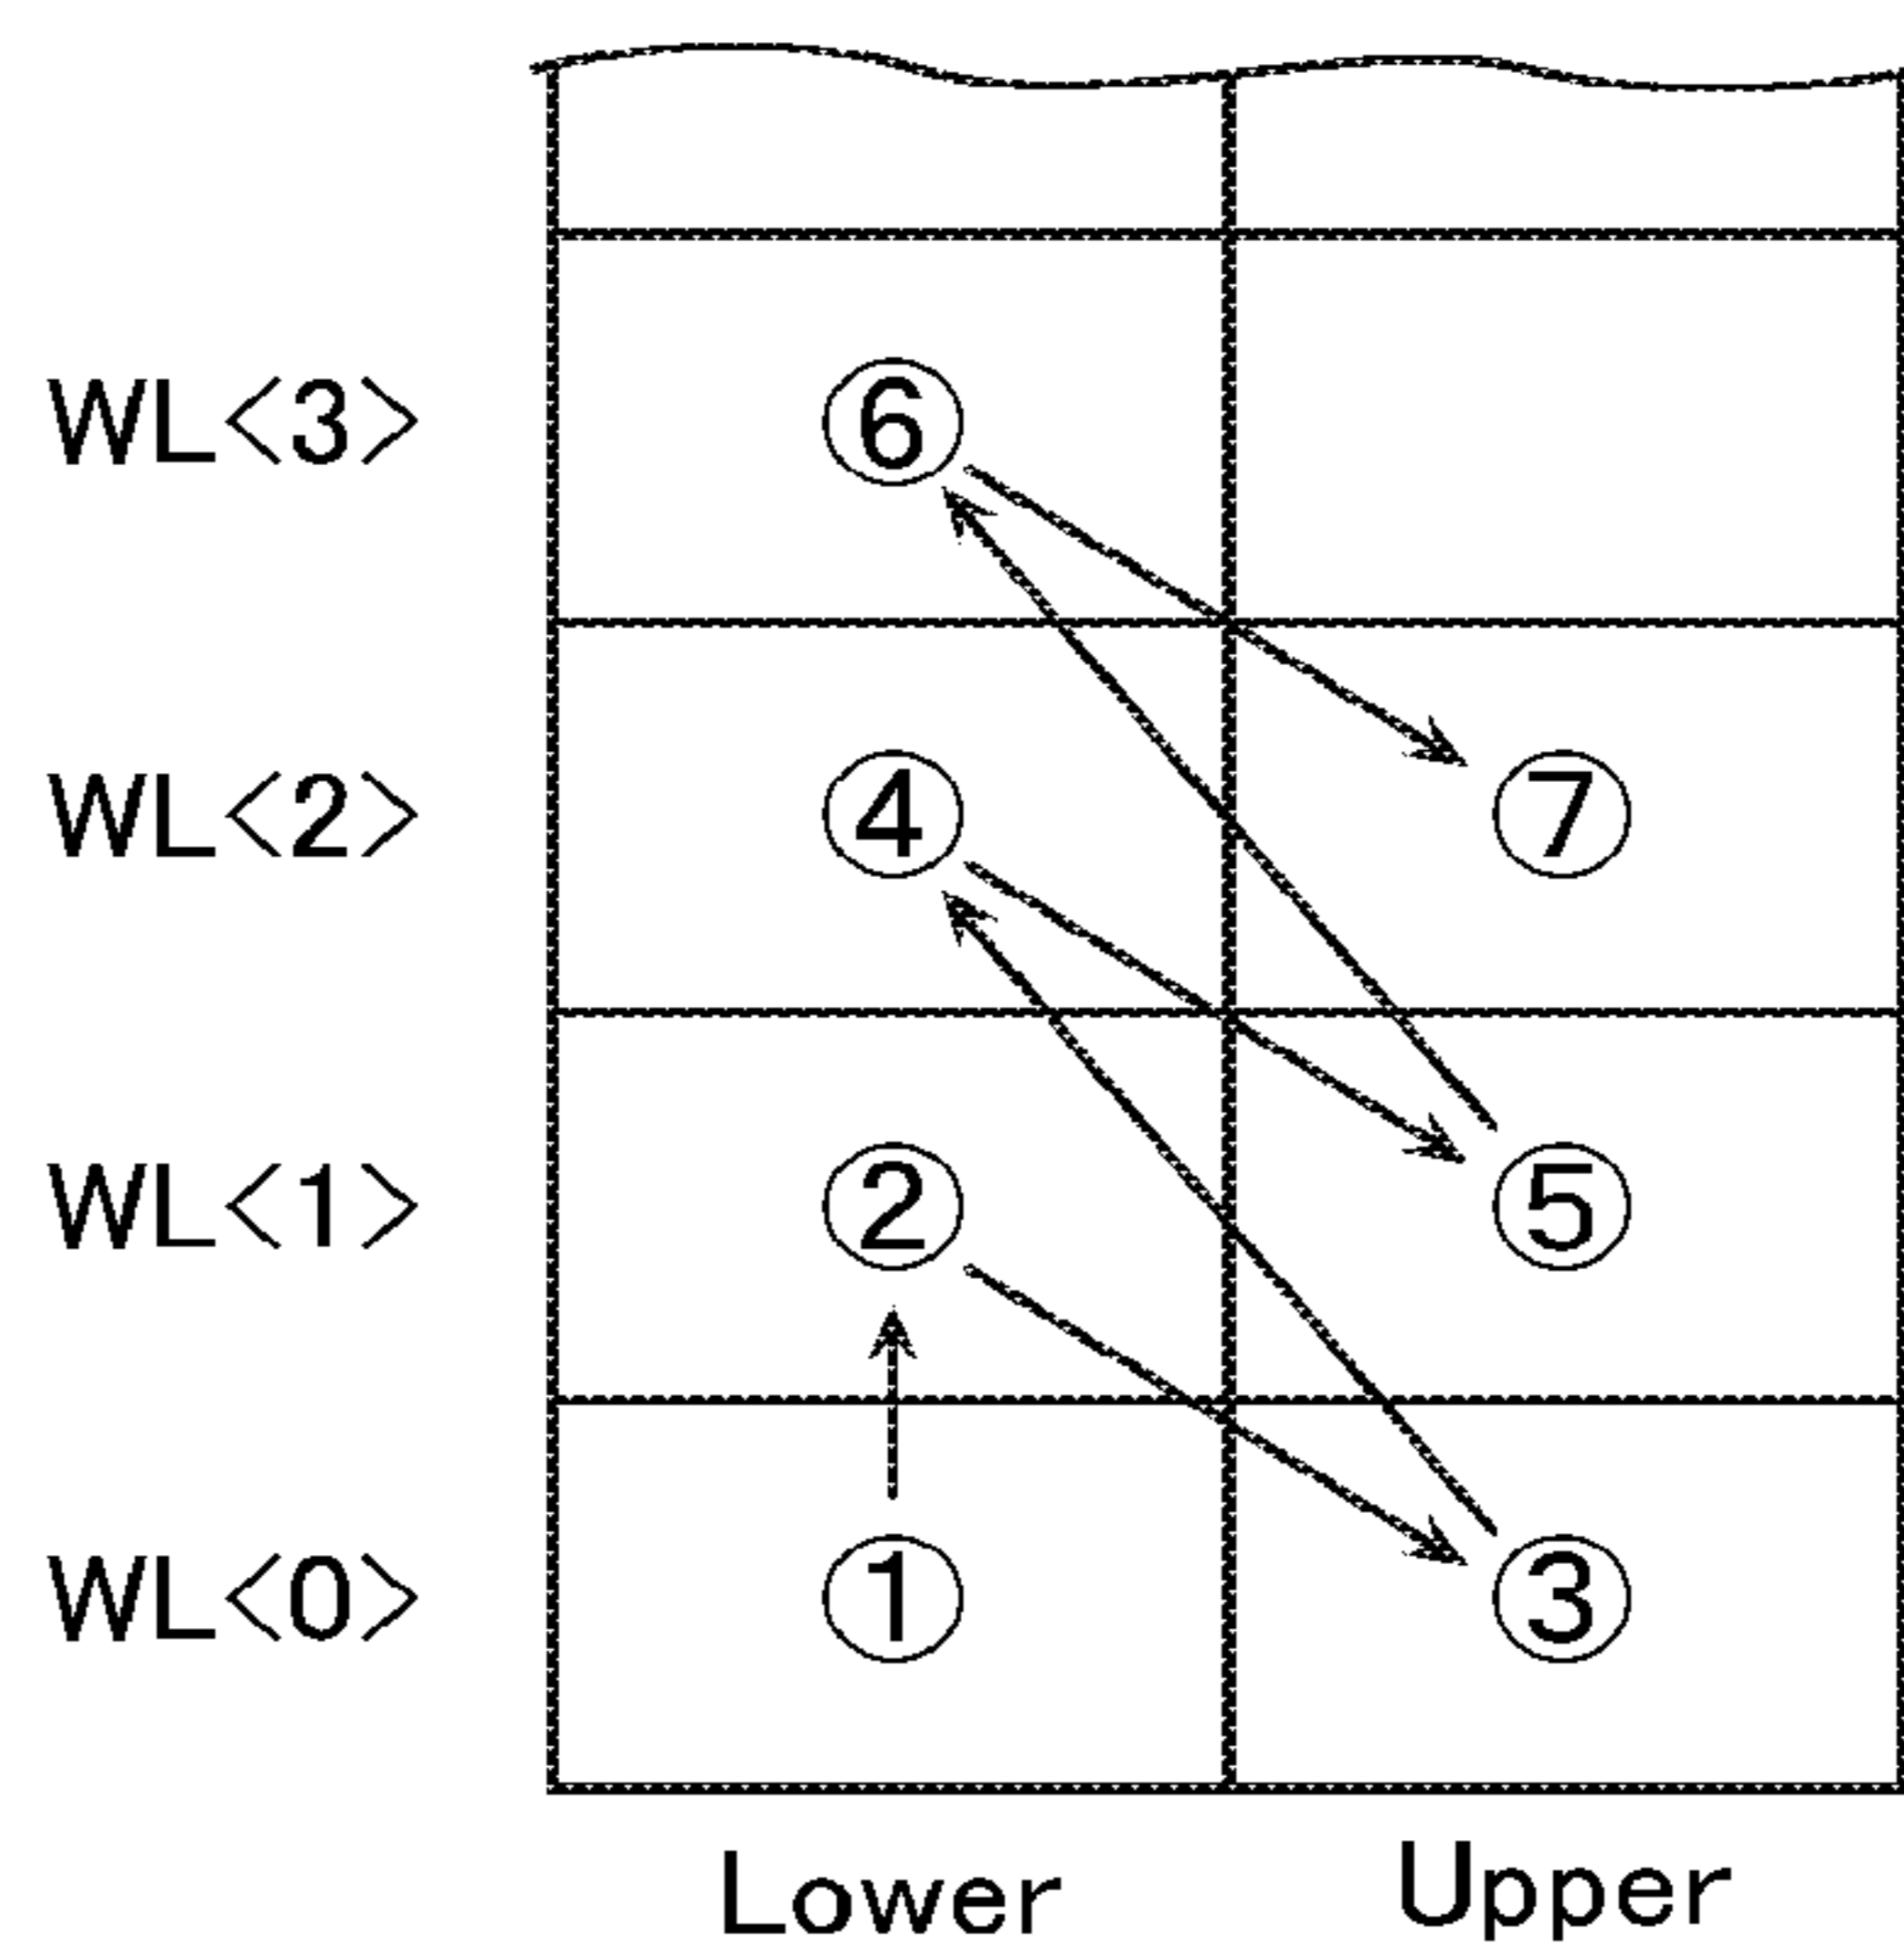 WL<3> ⑥
WL<2> ④ ⑦
WL<1> ② ⑤
WL<0> ① ③
Lower Upper